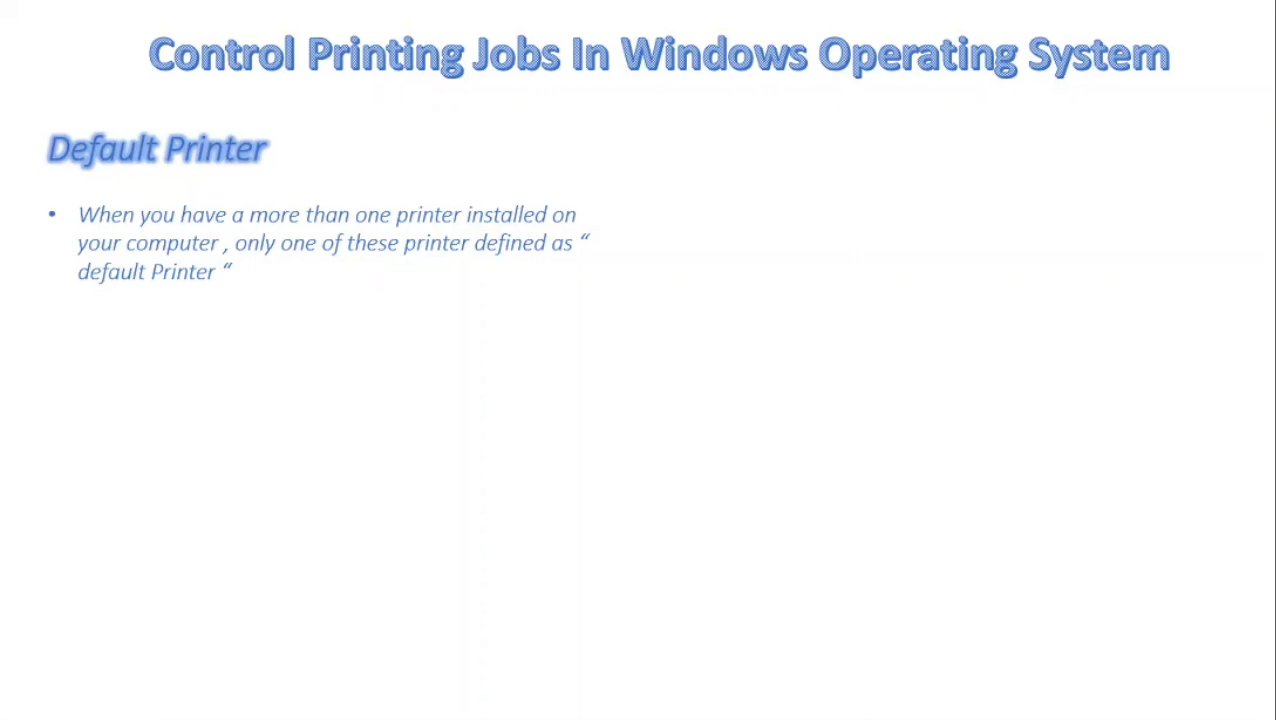 Control Printing Jobs In Windows Operating System
Default Printer
• When you have a more than one printer installed on
your computer , only one of these printer defined as “
default Printer “